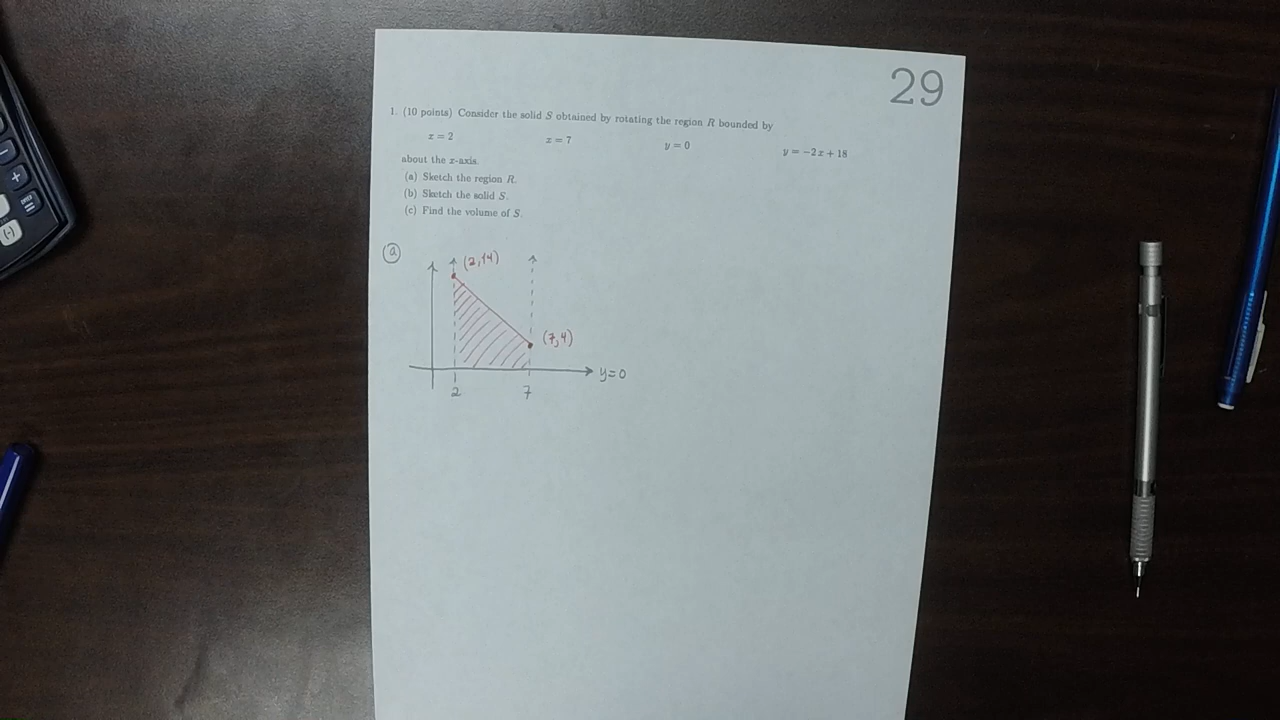 29
1. (10 points) Consider the solid S obtained by rotating the region R bounded by
x = 2 x = 7 y = 0 y = −2x + 18
about the x-axis.
(a) Sketch the region R.
(b) Sketch the solid S.
(c) Find the volume of S.
(a)
(2,14)
(7,4)
y=0
2 7
+
(-)